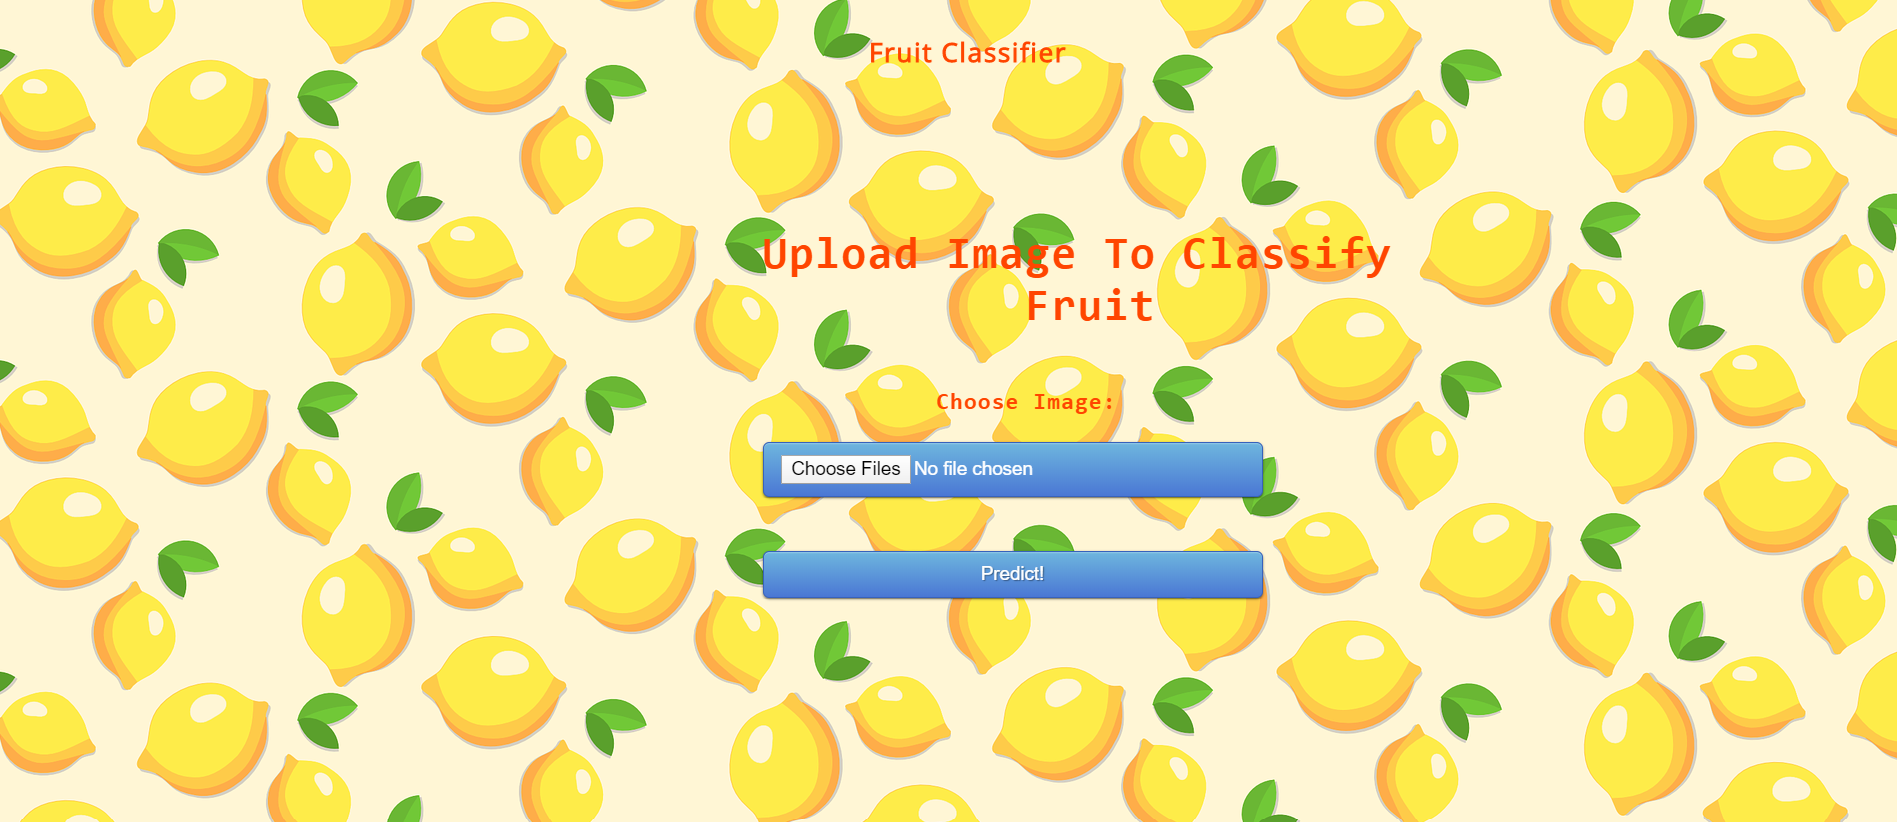 Fruit Classifier
Upload Image To Classify
Fruit
Choose Image:
Choose Files No file chosen
Predict!